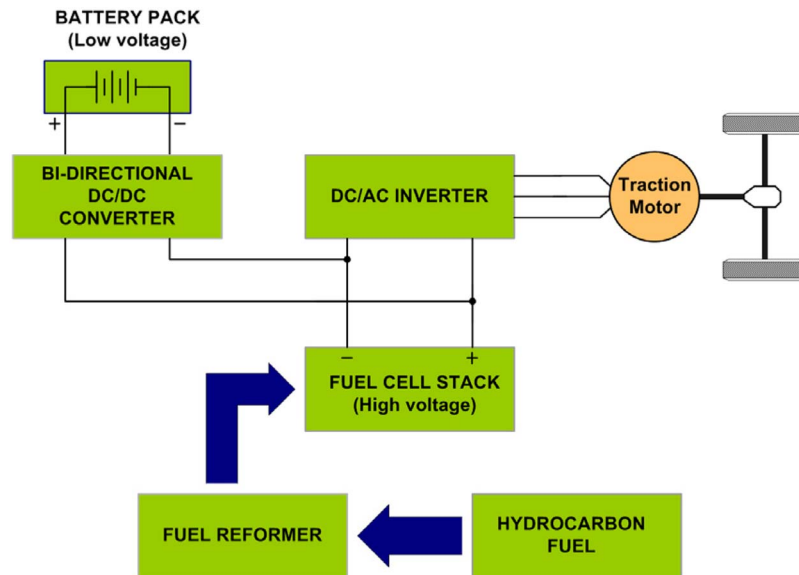 BATTERY PACK
(Low voltage)
+ −
BI-DIRECTIONAL
DC/DC
CONVERTER
DC/AC INVERTER
Traction
Motor
− +
FUEL CELL STACK
(High voltage)
FUEL REFORMER
HYDROCARBON
FUEL